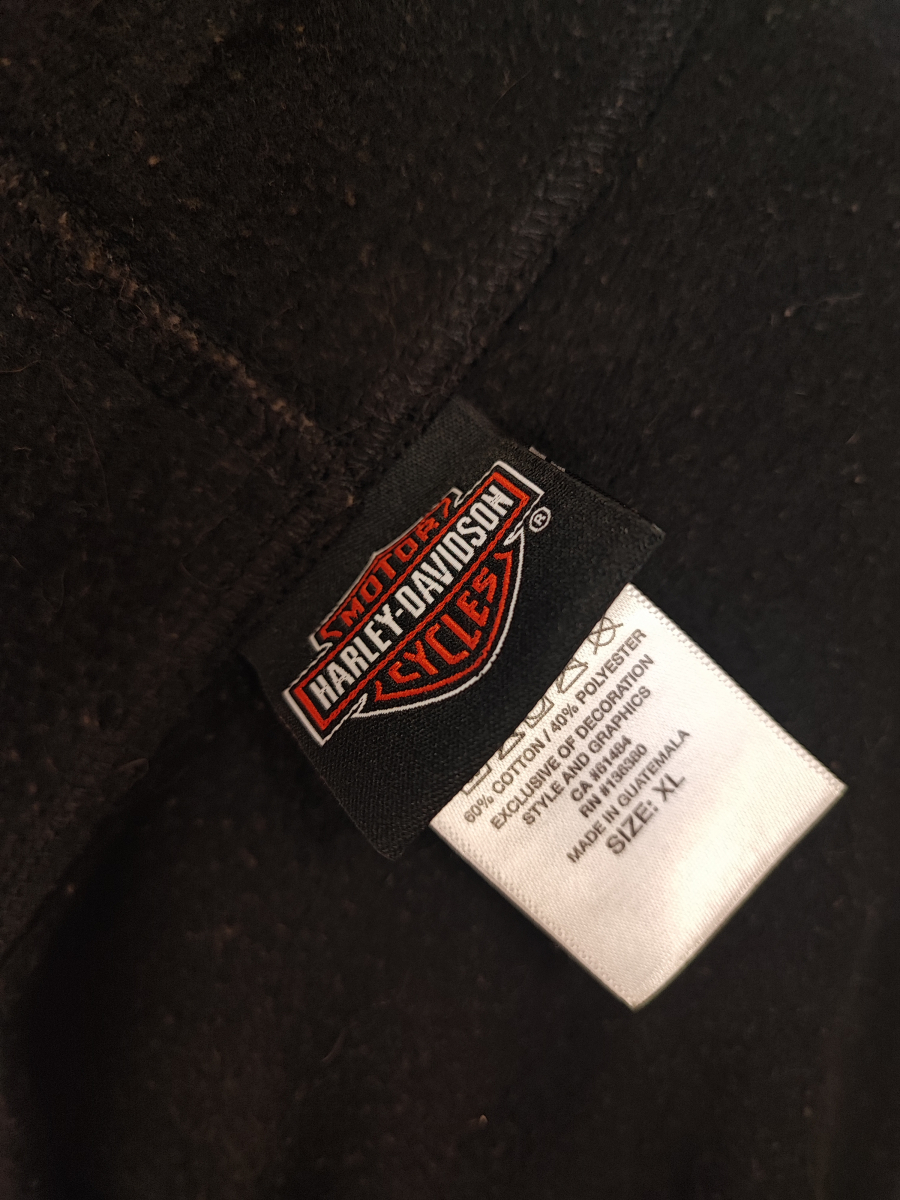 MOTOR
HARLEY-DAVIDSON
CYCLES
®
60% COTTON / 40% POLYESTER
EXCLUSIVE OF DECORATION
STYLE AND GRAPHICS
CA #01484
RN #136380
MADE IN GUATEMALA
SIZE: XL